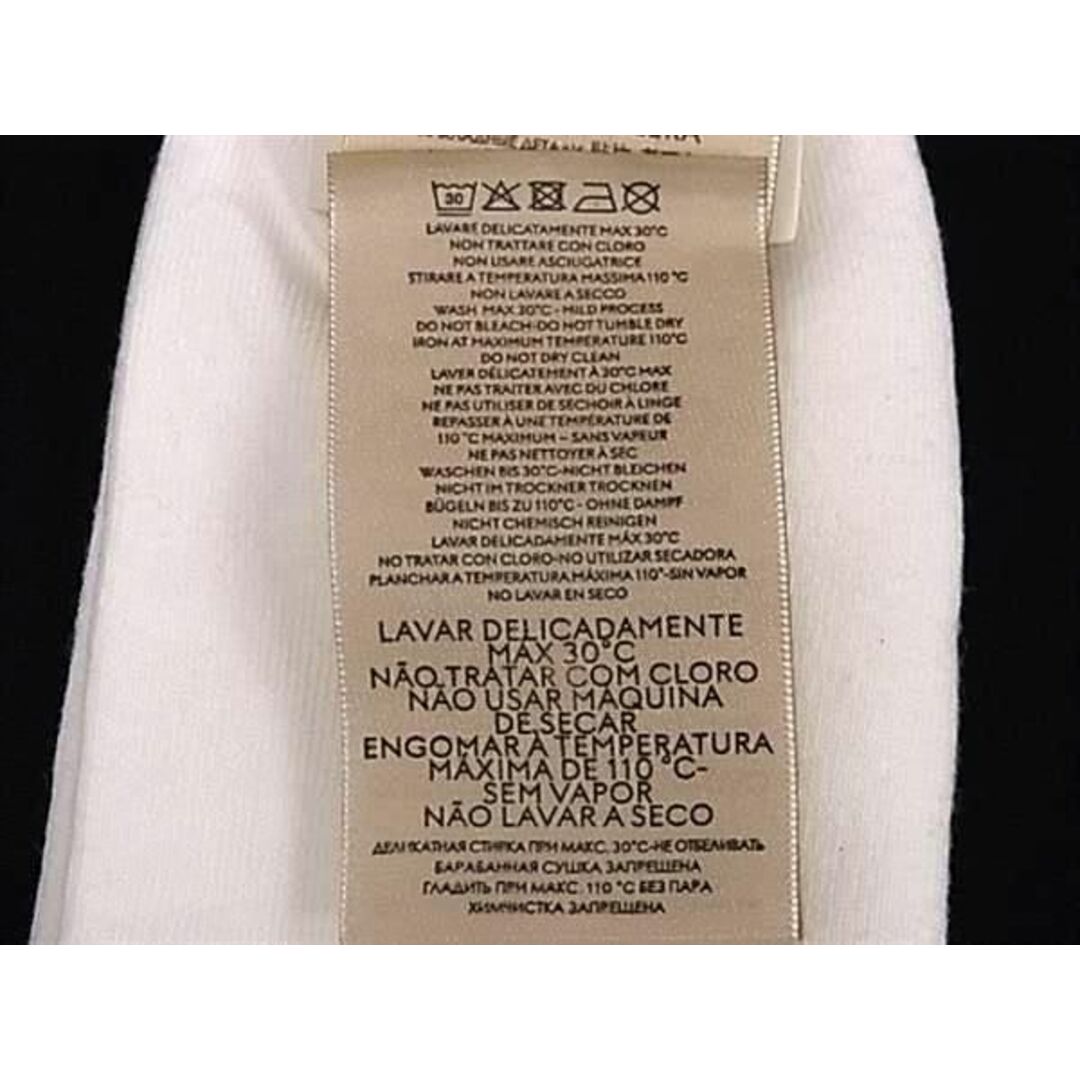 30
LAVARE DELICATAMENTE MAX 30°C
NON TRATTARE CON CLORO
NON USARE ASCIUGATRICE
STIRARE A TEMPERATURA MASSIMA 110 °C
NON LAVARE A SECCO
WASH MAX 30°C - MILD PROCESS
DO NOT BLEACH-DO NOT TUMBLE DRY
IRON AT MAXIMUM TEMPERATURE 110°C
DO NOT DRY CLEAN
LAVER DÉLICATEMENT À 30°C MAX
NE PAS TRAITER AVEC DU CHLORE
NE PAS UTILISER DE SECHOIR À LINGE
REPASSER À UNE TEMPÉRATURE DE
110 °C MAXIMUM – SANS VAPEUR
NE PAS NETTOYER À SEC
WASCHEN BIS 30°C-NICHT BLEICHEN
NICHT IM TROCKNER TROCKNEN
BÜGELN BIS ZU 110°C - OHNE DAMPF
NICHT CHEMISCH REINIGEN
LAVAR DELICADAMENTE MÁX 30°C
NO TRATAR CON CLORO-NO UTILIZAR SECADORA
PLANCHAR A TEMPERATURA MÁXIMA 110°-SIN VAPOR
NO LAVAR EN SECO
LAVAR DELICADAMENTE
MÁX 30°C
NÃO TRATAR COM CLORO
NÃO USAR MÁQUINA
DE SECAR
ENGOMAR À TEMPERATURA
MÁXIMA DE 110 °C-
SEM VAPOR
NÃO LAVAR A SECO
ДЕЛИКАТНАЯ СТИРКА ПРИ МАКС. 30°C-НЕ ОТБЕЛИВАТЬ
БАРАБАННАЯ СУШКА ЗАПРЕЩЕНА
ГЛАДИТЬ ПРИ МАКС. 110 °C БЕЗ ПАРА
ХИМЧИСТКА ЗАПРЕЩЕНА